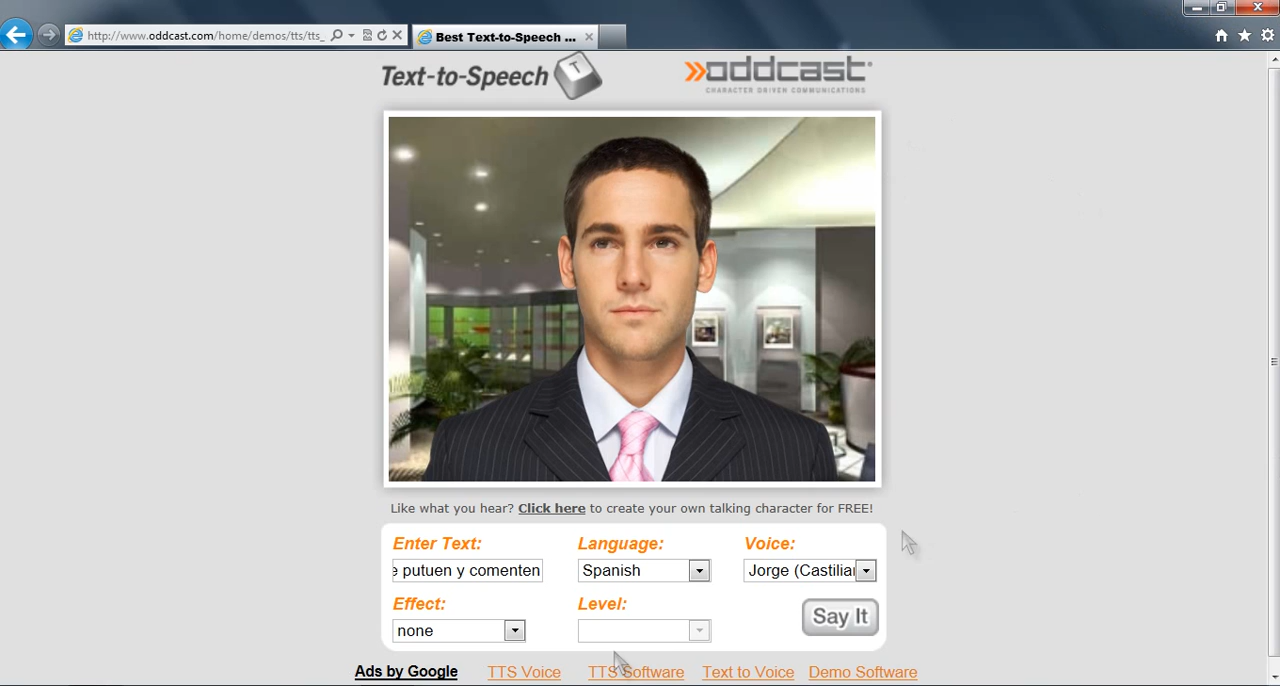 http://www.oddcast.com/home/demos/tts/tts_
Best Text-to-Speech ...
Text-to-Speech T
oddcast
CHARACTER DRIVEN COMMUNICATIONS
Like what you hear? Click here to create your own talking character for FREE!
Enter Text: Language: Voice:
e putuen y comenten Spanish Jorge (Castilian
Effect: Level:
none
Say It
Ads by Google TTS Voice TTS Software Text to Voice Demo Software